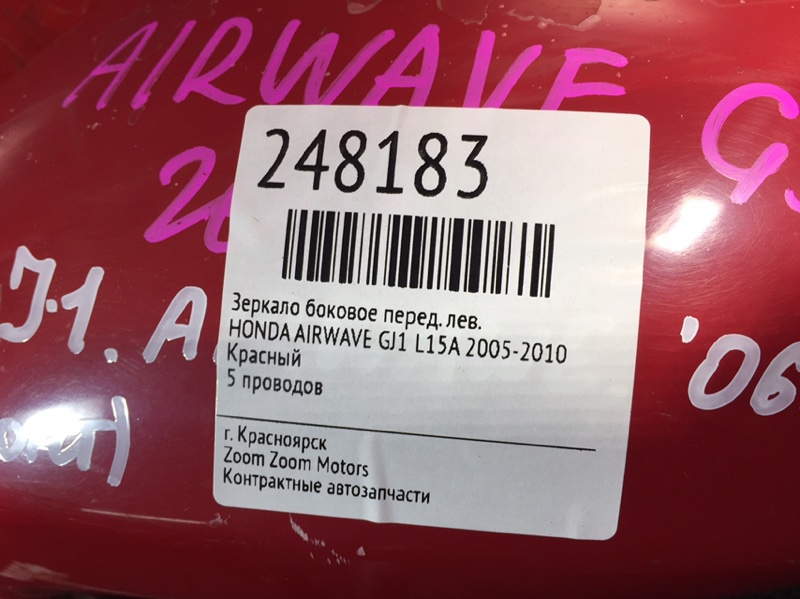 AIRWAVE
248183
Зеркало боковое перед. лев.
HONDA AIRWAVE GJ1 L15A 2005-2010
Красный
5 проводов
'06
г. Красноярск
Zoom Zoom Motors
Контрактные автозапчасти